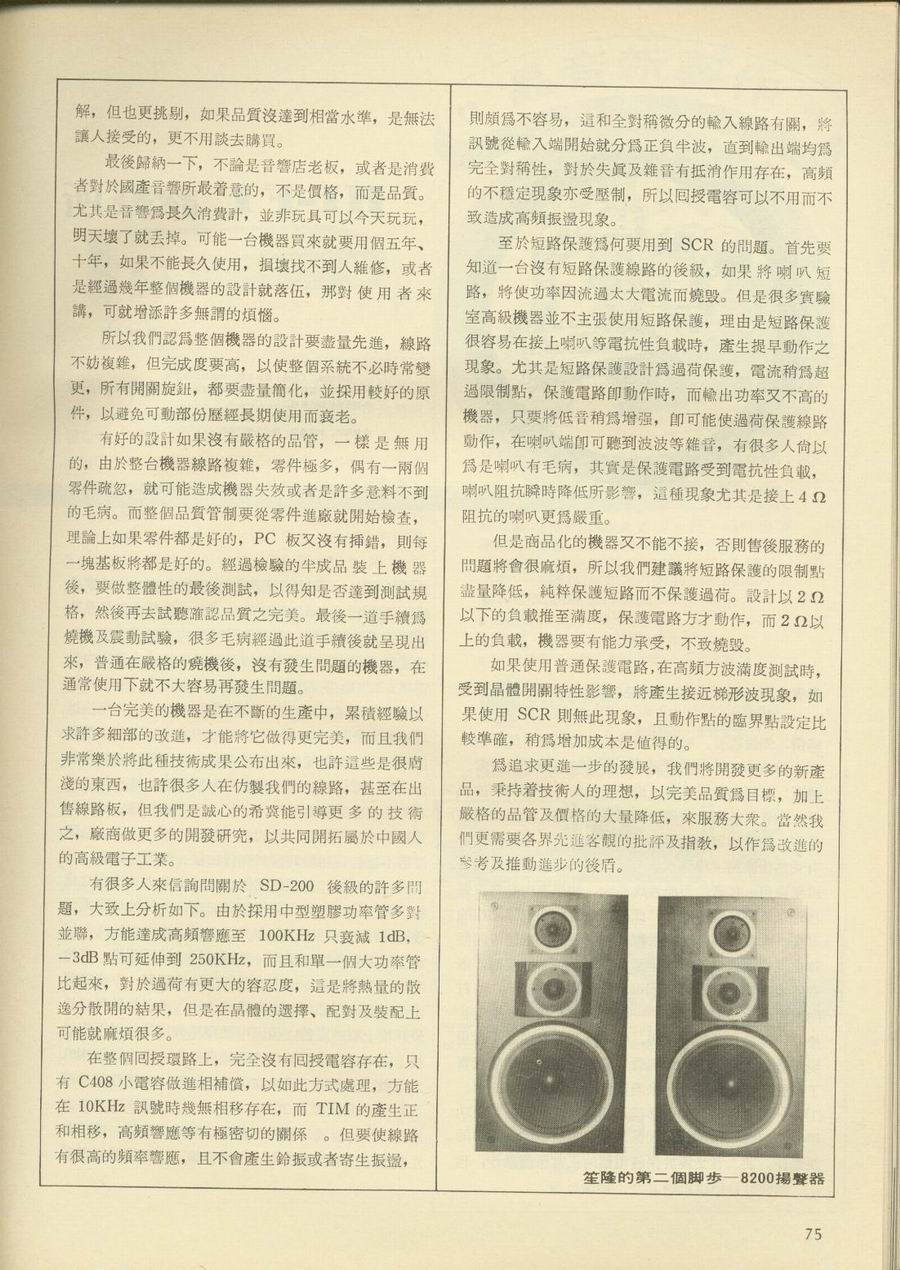 解，但也更挑剔，如果品質沒達到相當水準，是無法
讓人接受的，更不用談去購買。
最後歸納一下，不論是音響店老板，或者是消費
者對於國產音響所最着意的，不是價格，而是品質。
尤其是音響爲長久消費計，並非玩具可以今天玩玩，
明天壞了就丢掉。可能一台機器買來就要用個五年、
十年，如果不能長久使用，損壞找不到人維修，或者
是經過幾年整個機器的設計就落伍，那對使用者來
講，可就增添許多無謂的煩惱。
所以我們認爲整個機器的設計要盡量先進，線路
不妨複雜，但完成度要高，以使整個系統不必時常變
更，所有開關旋鈕，都要盡量簡化，並採用較好的原
件，以避免可動部份歷經長期使用而衰老。
有好的設計如果沒有嚴格的品管，一樣是無用
的，由於整台機器線路複雜，零件極多，偶有一兩個
零件疏忽，就可能造成機器失效或者是許多意料不到
的毛病。而整個品質管制要從零件進廠就開始檢查，
理論上如果零件都是好的，PC 板又沒有挿錯，則每
一塊基板將都是好的。經過檢驗的半成品裝上機器
後，要做整體性的最後測試，以得知是否達到測試規
格，然後再去試聽確認品質之完美。最後一道手續爲
燒機及震動試驗，很多毛病經過此道手續後就呈現出
來，普通在嚴格的燒機後，沒有發生問題的機器，在
通常使用下就不大容易再發生問題。
一台完美的機器是在不斷的生產中，累積經驗以
求許多細部的改進，才能將它做得更完美，而且我們
非常樂於將此種技術成果公布出來，也許這些是很膚
淺的東西，也許很多人在仿製我們的線路，甚至在出
售線路板，但我們是誠心的希冀能引導更多的技術
之，廠商做更多的開發研究，以共同開拓屬於中國人
的高級電子工業。
有很多人來信詢問關於 SD-200 後級的許多問
題，大致上分析如下。由於採用中型塑膠功率管多對
並聯，方能達成高頻響應至 100KHz 只衰減 1dB，
－3dB 點可延伸到 250KHz，而且和單一個大功率管
比起來，對於過荷有更大的容忍度，這是將熱量的散
逸分散開的結果，但是在晶體的選擇、配對及裝配上
可能就麻煩很多。
在整個囘授環路上，完全沒有囘授電容存在，只
有 C408 小電容做進相補償，以如此方式處理，方能
在 10KHz 訊號時幾無相移存在，而 TIM 的產生正
和相移，高頻響應等有極密切的關係 。但要使線路
有很高的頻率響應，且不會產生鈴振或者寄生振盪，
則頗爲不容易，這和全對稱微分的輸入線路有關，將
訊號從輸入端開始就分爲正負半波，直到輸出端均爲
完全對稱性，對於失眞及雜音有抵消作用存在，高頻
的不穩定現象亦受壓制，所以囘授電容可以不用而不
致造成高頻振盪現象。
至於短路保護爲何要用到 SCR 的問題。首先要
知道一台沒有短路保護線路的後級，如果將喇叭短
路，將使功率因流過太大電流而燒毁。但是很多實驗
室高級機器並不主張使用短路保護，理由是短路保護
很容易在接上喇叭等電抗性負載時，產生提早動作之
現象。尤其是短路保護設計爲過荷保護，電流稍爲超
過限制點，保護電路卽動作時，而輸出功率又不高的
機器，只要將低音稍爲增强，卽可能使過荷保護線路
動作，在喇叭端卽可聽到波波等雜音，有很多人尙以
爲是喇叭有毛病，其實是保護電路受到電抗性負載，
喇叭阻抗瞬時降低所影響，這種現象尤其是接上 4 Ω
阻抗的喇叭更爲嚴重。
但是商品化的機器又不能不接，否則售後服務的
問題將會很麻煩，所以我們建議將短路保護的限制點
盡量降低，純粹保護短路而不保護過荷。設計以 2 Ω
以下的負載推至滿度，保護電路方才動作，而 2 Ω以
上的負載，機器要有能力承受，不致燒毁。
如果使用普通保護電路，在高頻方波滿度測試時，
受到晶體開關特性影響，將產生接近梯形波現象，如
果使用 SCR 則無此現象，且動作點的臨界點設定比
較準確，稍爲增加成本是值得的。
爲追求更進一步的發展，我們將開發更多的新產
品，秉持着技術人的理想，以完美品質爲目標，加上
嚴格的品管及價格的大量降低，來服務大衆。當然我
們更需要各界先進客觀的批評及指敎，以作爲改進的
參考及推動進步的後盾。
笙隆的第二個脚步─8200揚聲器
75